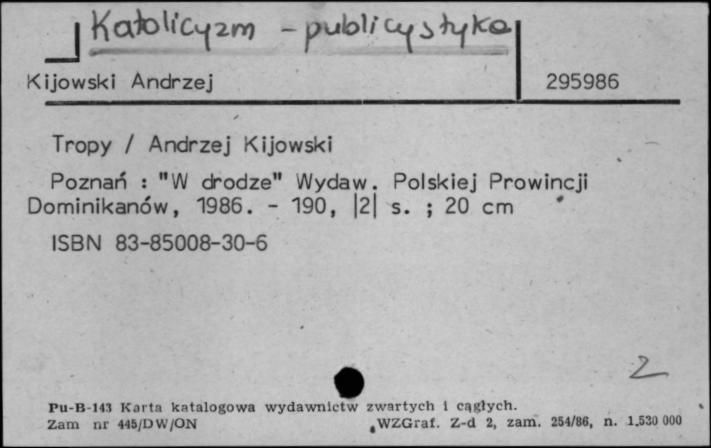 Katolicyzm - publicystyka
Kijowski Andrzej 295986
Tropy / Andrzej Kijowski
Poznań : "W drodze" Wydaw. Polskiej Prowincji
Dominikanów, 1986. - 190, |2| s. ; 20 cm
ISBN 83-85008-30-6
2
Pu-B-143 Karta katalogowa wydawnictw zwartych i cągłych.
Zam nr 445/DW/ON WZGraf. Z-d 2, zam. 254/86, n. 1.530 000